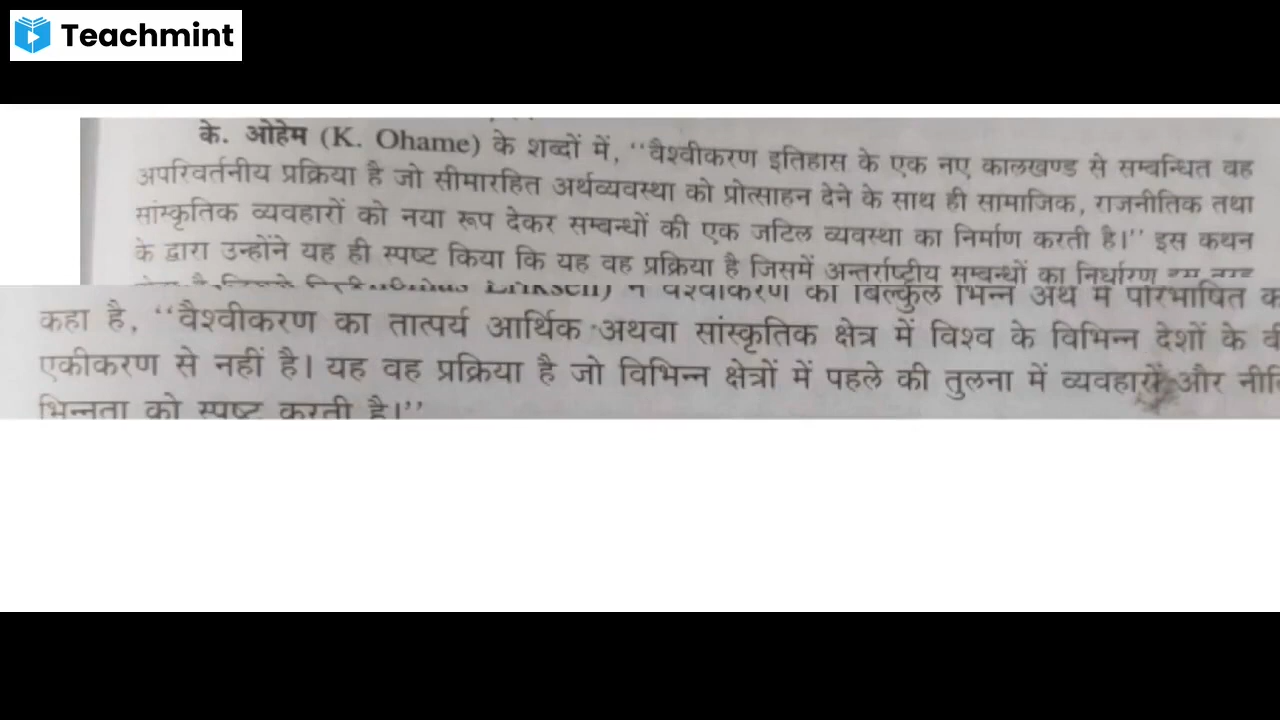 Teachmint
के. ओहेम (K. Ohame) के शब्दों में, ‘‘वैश्वीकरण इतिहास के एक नए कालखण्ड से सम्बन्धित वह
अपरिवर्तनीय प्रक्रिया है जो सीमारहित अर्थव्यवस्था को प्रोत्साहन देने के साथ ही सामाजिक, राजनीतिक तथा
सांस्कृतिक व्यवहारों को नया रूप देकर सम्बन्धों की एक जटिल व्यवस्था का निर्माण करती है।’’ इस कथन
के द्वारा उन्होंने यह ही स्पष्ट किया कि यह वह प्रक्रिया है जिसमें अन्तर्राष्ट्रीय सम्बन्धों का निर्धारण
ने वैश्वीकरण को बिल्कुल भिन्न अर्थ में परिभाषित
कहा है, ‘‘वैश्वीकरण का तात्पर्य आर्थिक अथवा सांस्कृतिक क्षेत्र में विश्व के विभिन्न देशों के
एकीकरण से नहीं है। यह वह प्रक्रिया है जो विभिन्न क्षेत्रों में पहले की तुलना में व्यवहारों और
भिन्नता को स्पष्ट करती है।’’